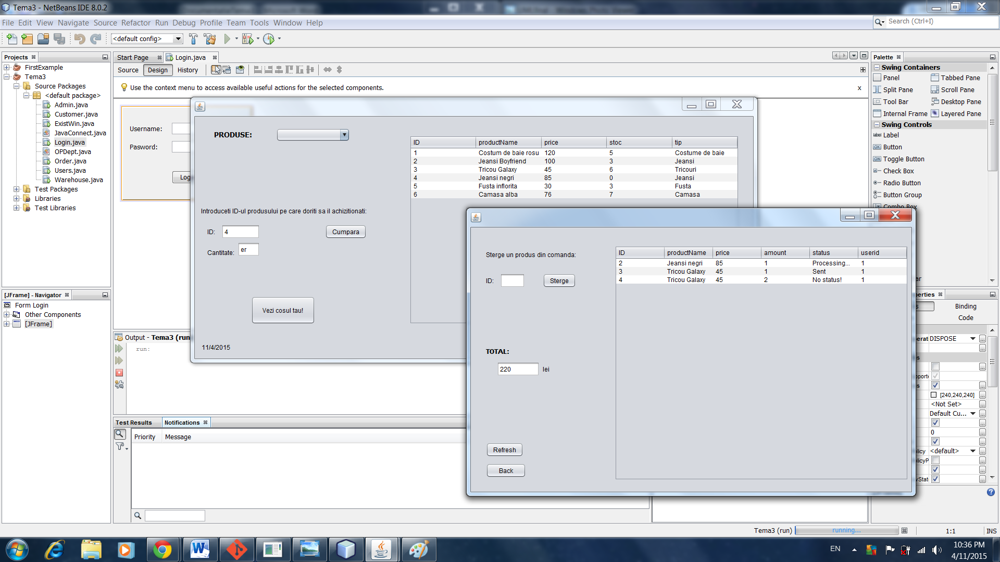 Tema3 - NetBeans IDE 8.0.2
File Edit View Navigate Source Refactor Run Debug Profile Team Tools Window Help
Search (Ctrl+I)
<default config>
Projects
FirstExample
Tema3
Source Packages
<default package>
Admin.java
Customer.java
ExistWin.java
JavaConnect.java
Login.java
OPDept.java
Order.java
Users.java
Warehouse.java
Test Packages
Libraries
Test Libraries
[JFrame] - Navigator
Form Login
Other Components
[JFrame]
Start Page Login.java
Source Design History
Use the context menu to access available useful actions for the selected components. x
Username:
Pasword:
Log
PRODUSE:
ID productName price stoc tip
1 Costum de baie rosu 120 5 Costume de baie
2 Jeansi Boyfriend 100 3 Jeansi
3 Tricou Galaxy 45 6 Tricouri
4 Jeansi negri 85 0 Jeansi
5 Fusta inflorita 30 3 Fusta
6 Camasa alba 76 7 Camasa
Introduceti ID-ul produsului pe care doriti sa il achizitionati:
ID: 4 Cumpara
Cantitate: er
Vezi cosul tau!
11/4/2015
Sterge un produs din comanda:
ID: Sterge
TOTAL:
220 lei
Refresh
Back
ID productName price amount status userid
2 Jeansi negri 85 1 Processing... 1
3 Tricou Galaxy 45 1 Sent 1
4 Tricou Galaxy 45 2 No status! 1
Output - Tema3 (run
run:
Test Results Notifications
Priority Message
Palette
Swing Containers
Panel Tabbed Pane
Split Pane Scroll Pane
Tool Bar Desktop Pane
Internal Frame Layered Pane
Swing Controls
Label
Button
Toggle Button
Check Box
Radio Button
Button Group
Combo Box
ar
perties
s Binding
Code
perat DISPOSE
s
pporte
s
[240,240,240]
<Not Set>
Default Cu...
0
olicy <default>
licyP
yStat
Tema3 (run) running... 1:1 INS
EN
10:36 PM
4/11/2015